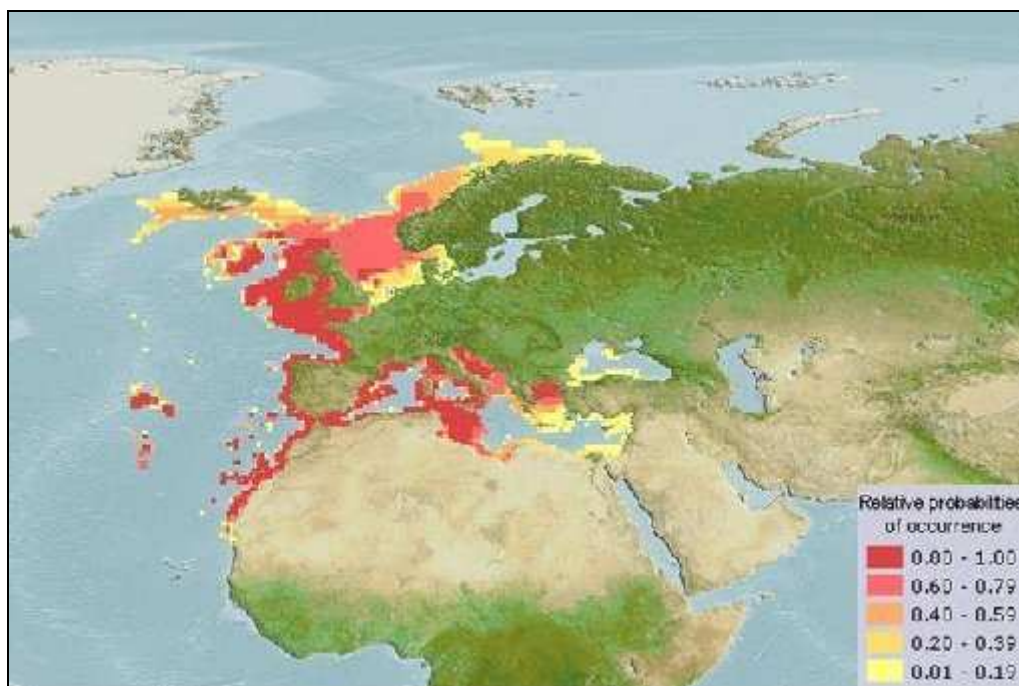 Relative probabilities
of occurrence
0.80 - 1.00
0.60 - 0.79
0.40 - 0.59
0.20 - 0.39
0.01 - 0.19